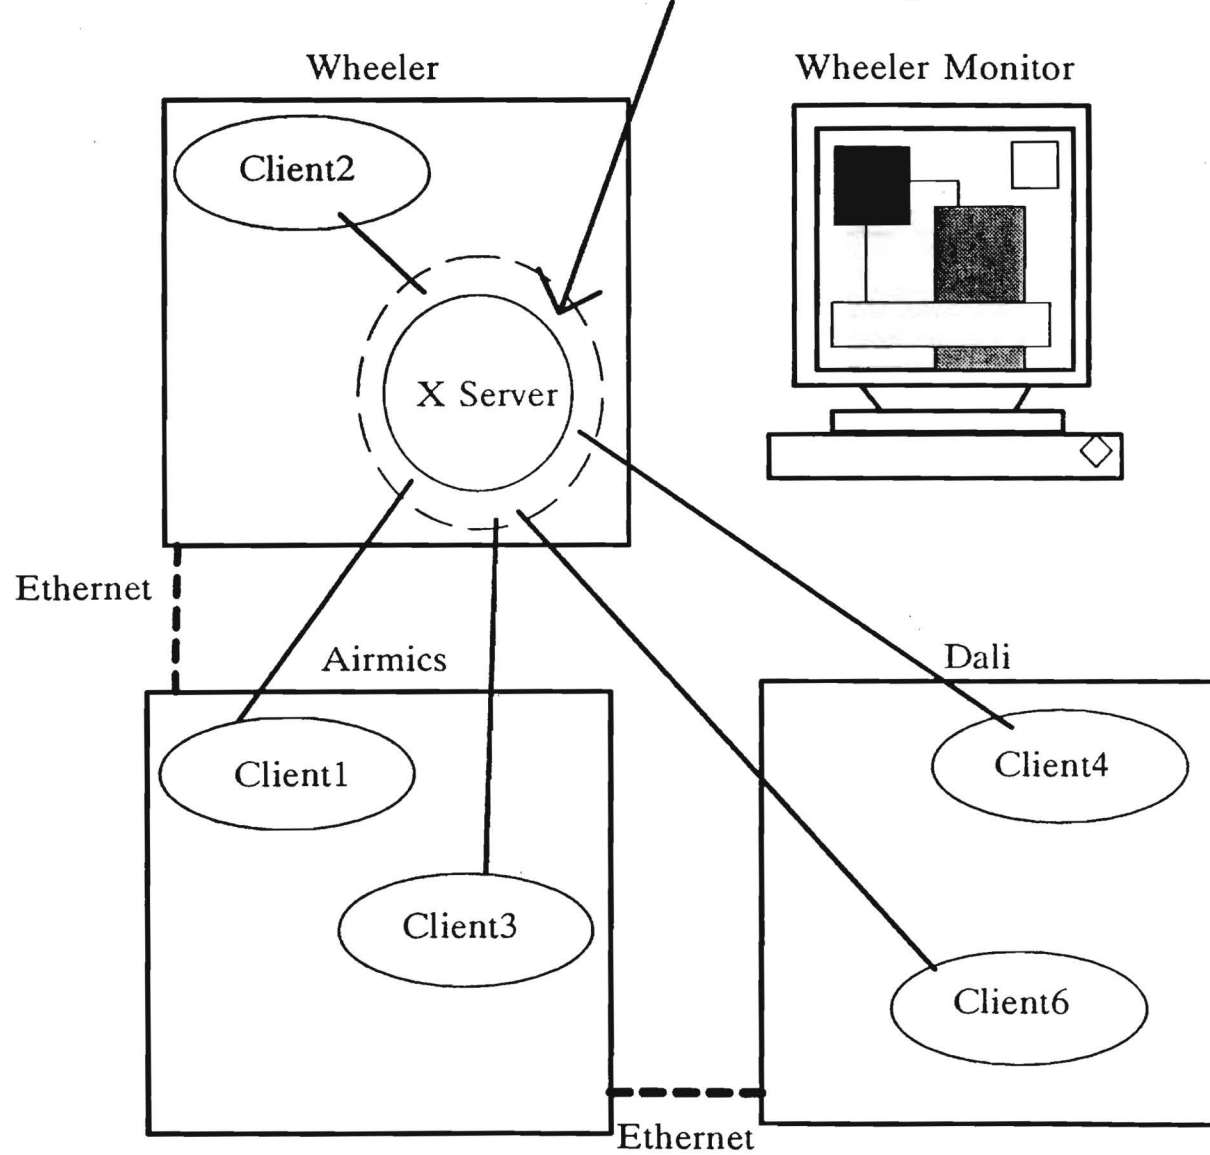 Wheeler
Wheeler Monitor
Client2
X Server
Ethernet
Airmics
Dali
Client1
Client4
Client3
Client6
Ethernet